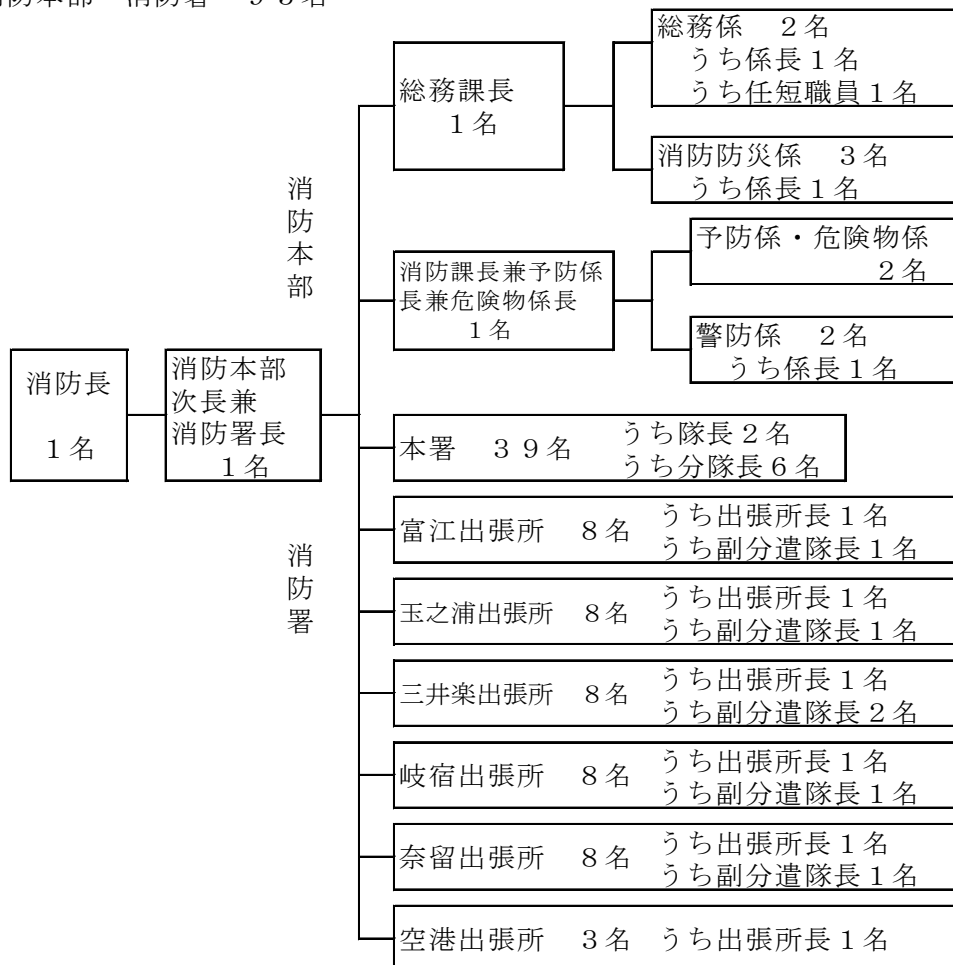 消防本部 消防署 ９３名
総務課長
１名
総務係 ２名
うち係長１名
うち任短職員１名
消防防災係 ３名
うち係長１名
消防本部
消防課長兼予防係
長兼危険物係長
１名
予防係・危険物係
２名
警防係 ２名
うち係長１名
消防長
１名
消防本部
次長兼
消防署長
１名
消防署
本署 ３９名 うち隊長２名
うち分隊長６名
富江出張所 ８名 うち出張所長１名
うち副分遣隊長１名
玉之浦出張所 ８名 うち出張所長１名
うち副分遣隊長１名
三井楽出張所 ８名 うち出張所長１名
うち副分遣隊長２名
岐宿出張所 ８名 うち出張所長１名
うち副分遣隊長１名
奈留出張所 ８名 うち出張所長１名
うち副分遣隊長１名
空港出張所 ３名 うち出張所長１名